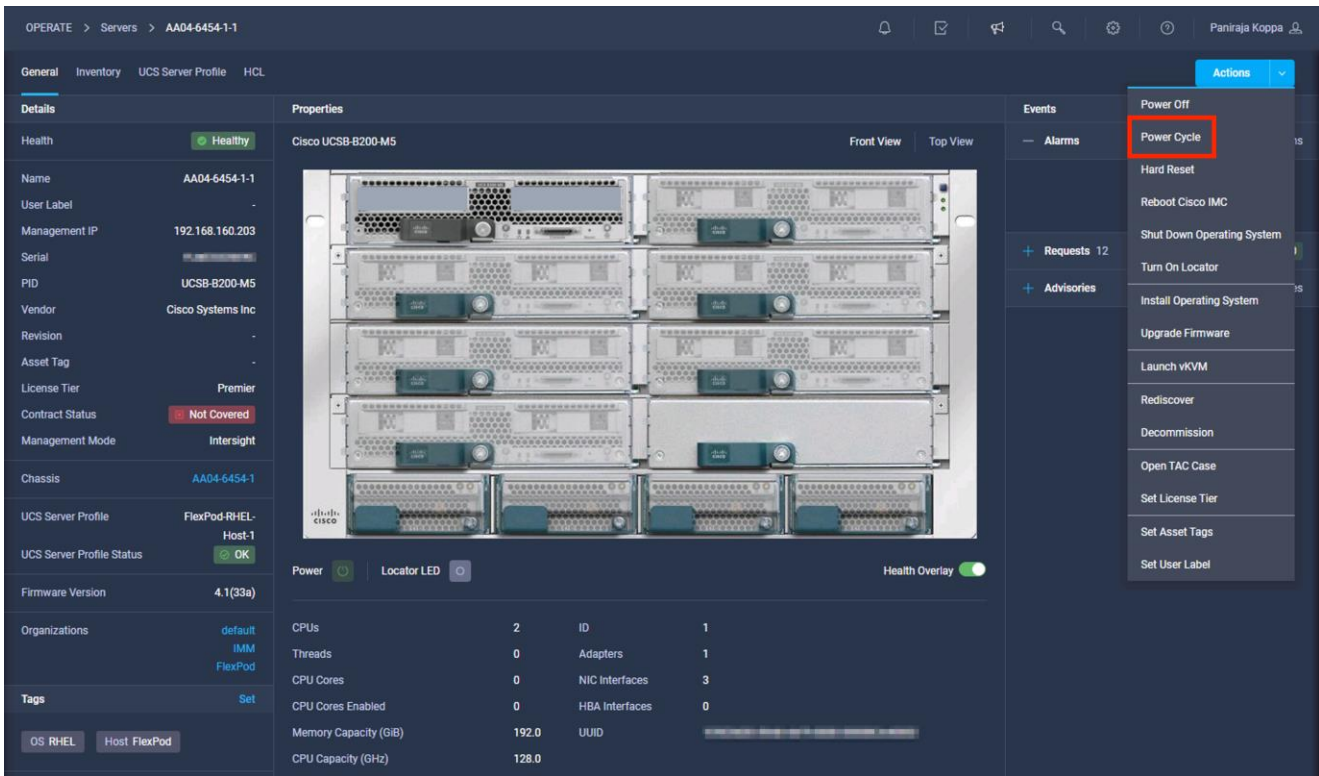 OPERATE > Servers > AA04-6454-1-1
Paniraja Koppa
General Inventory UCS Server Profile HCL
Actions
Details
Health Healthy
Name AA04-6454-1-1
User Label -
Management IP 192.168.160.203
Serial
PID UCSB-B200-M5
Vendor Cisco Systems Inc
Revision -
Asset Tag -
License Tier Premier
Contract Status Not Covered
Management Mode Intersight
Chassis AA04-6454-1
UCS Server Profile FlexPod-RHEL-
Host-1
UCS Server Profile Status OK
Firmware Version 4.1(33a)
Organizations default
IMM
FlexPod
Tags Set
OS RHEL Host FlexPod
Properties
Cisco UCSB-B200-M5 Front View Top View
CISCO
Power Locator LED Health Overlay
CPUs 2 ID 1
Threads 0 Adapters 1
CPU Cores 0 NIC Interfaces 3
CPU Cores Enabled 0 HBA Interfaces 0
Memory Capacity (GiB) 192.0 UUID
CPU Capacity (GHz) 128.0
Events
Alarms
Requests 12
Advisories
Power Off
Power Cycle
Hard Reset
Reboot Cisco IMC
Shut Down Operating System
Turn On Locator
Install Operating System
Upgrade Firmware
Launch vKVM
Rediscover
Decommission
Open TAC Case
Set License Tier
Set Asset Tags
Set User Label